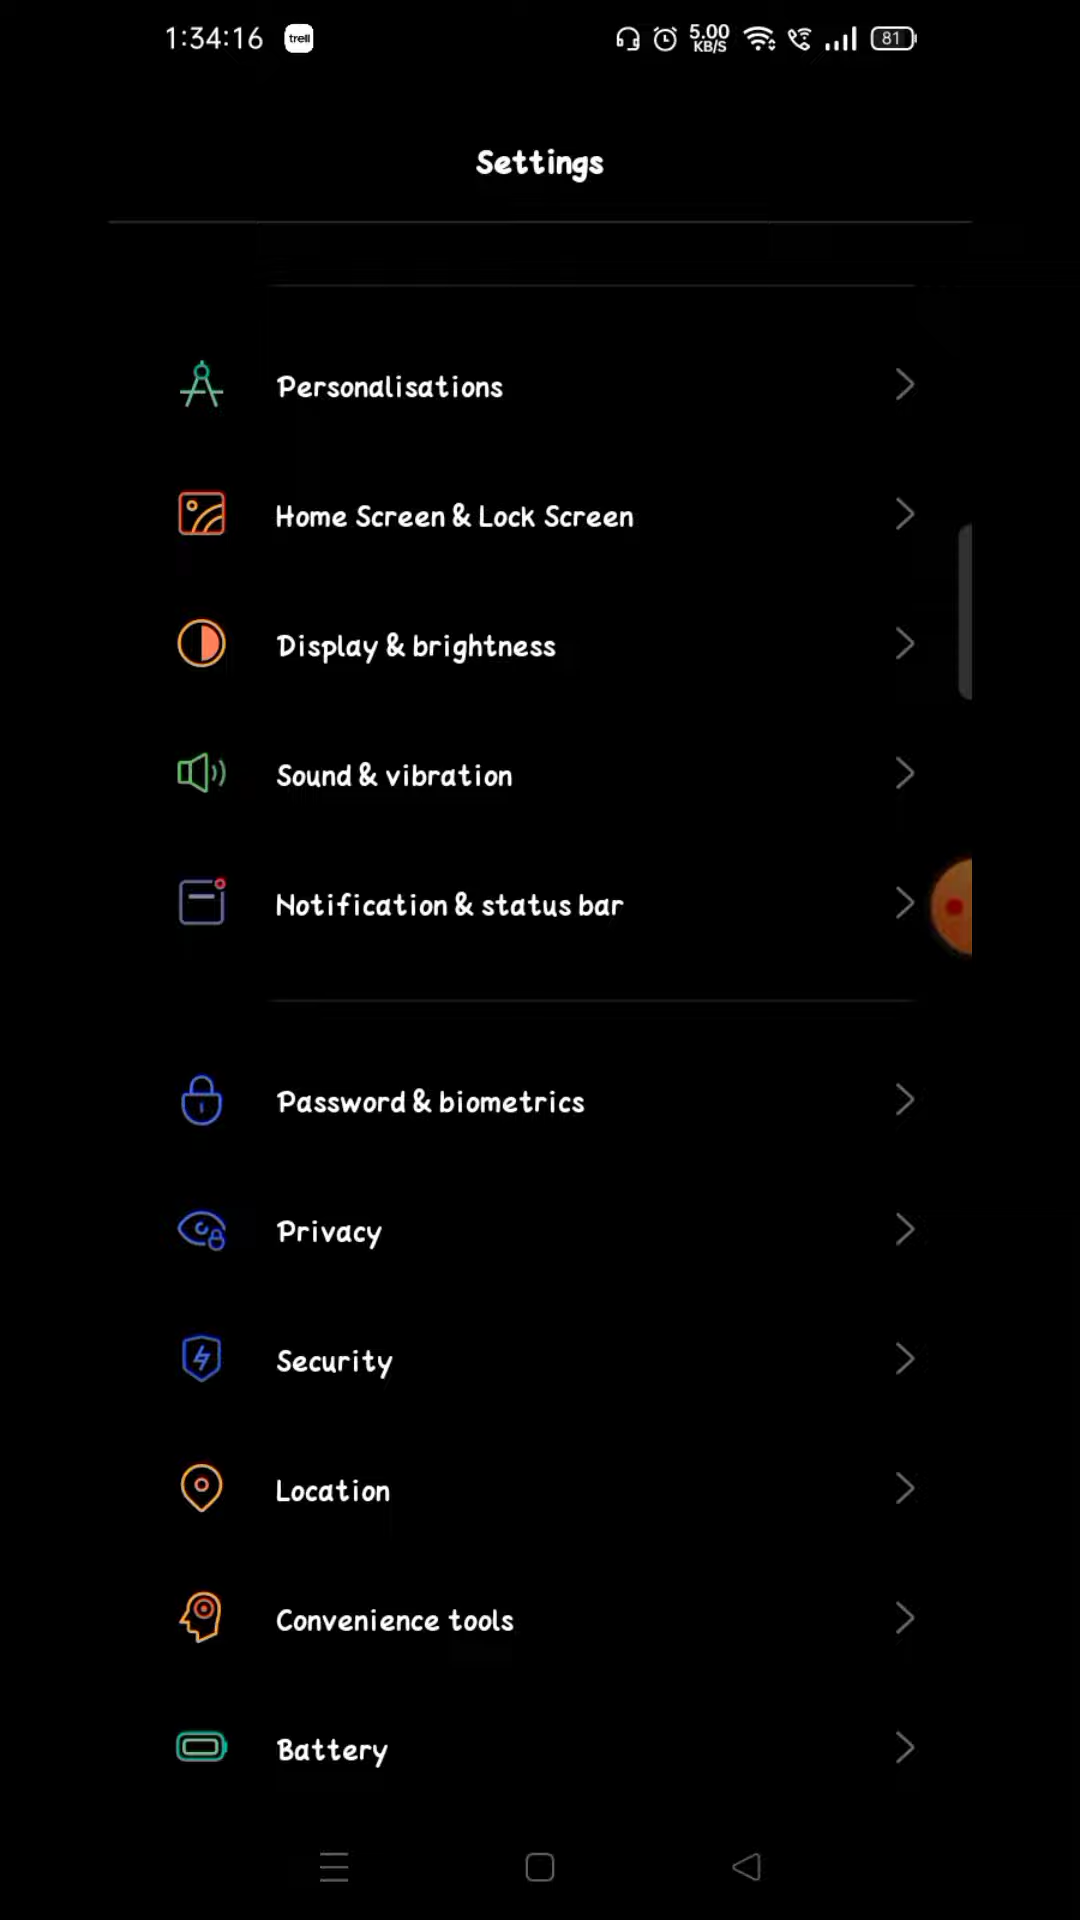 1:34:16 trell 5.00 KB/S 81
Settings
Personalisations
Home Screen & Lock Screen
Display & brightness
Sound & vibration
Notification & status bar
Password & biometrics
Privacy
Security
Location
Convenience tools
Battery